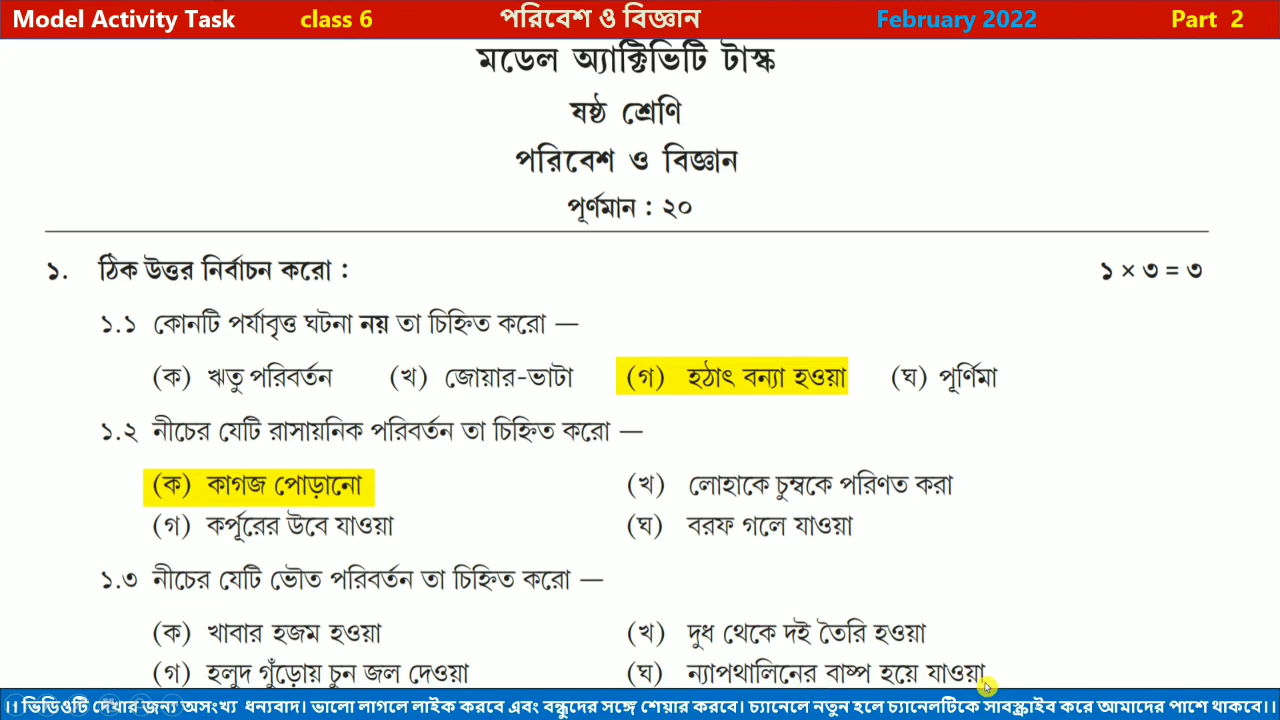 Model Activity Task class 6 পরিবেশ ও বিজ্ঞান February 2022 Part 2
মডেল অ্যাক্টিভিটি টাস্ক
ষষ্ঠ শ্রেণি
পরিবেশ ও বিজ্ঞান
পূর্ণমান : ২০
১. ঠিক উত্তর নির্বাচন করো : ১ × ৩ = ৩
১.১ কোনটি পর্যাবৃত্ত ঘটনা নয় তা চিহ্নিত করো —
(ক) ঋতু পরিবর্তন (খ) জোয়ার-ভাটা (গ) হঠাৎ বন্যা হওয়া (ঘ) পূর্ণিমা
১.২ নীচের যেটি রাসায়নিক পরিবর্তন তা চিহ্নিত করো —
(ক) কাগজ পোড়ানো (খ) লোহাকে চুম্বকে পরিণত করা
(গ) কর্পূরের উবে যাওয়া (ঘ) বরফ গলে যাওয়া
১.৩ নীচের যেটি ভৌত পরিবর্তন তা চিহ্নিত করো —
(ক) খাবার হজম হওয়া (খ) দুধ থেকে দই তৈরি হওয়া
(গ) হলুদ গুঁড়োয় চুন জল দেওয়া (ঘ) ন্যাপথালিনের বাষ্প হয়ে যাওয়া
।। ভিডিওটি দেখার জন্য অসংখ্য ধন্যবাদ। ভালো লাগলে লাইক করবে এবং বন্ধুদের সঙ্গে শেয়ার করবে। চ্যানেলে নতুন হলে চ্যানেলটিকে সাবস্ক্রাইব করে আমাদের পাশে থাকবে।।